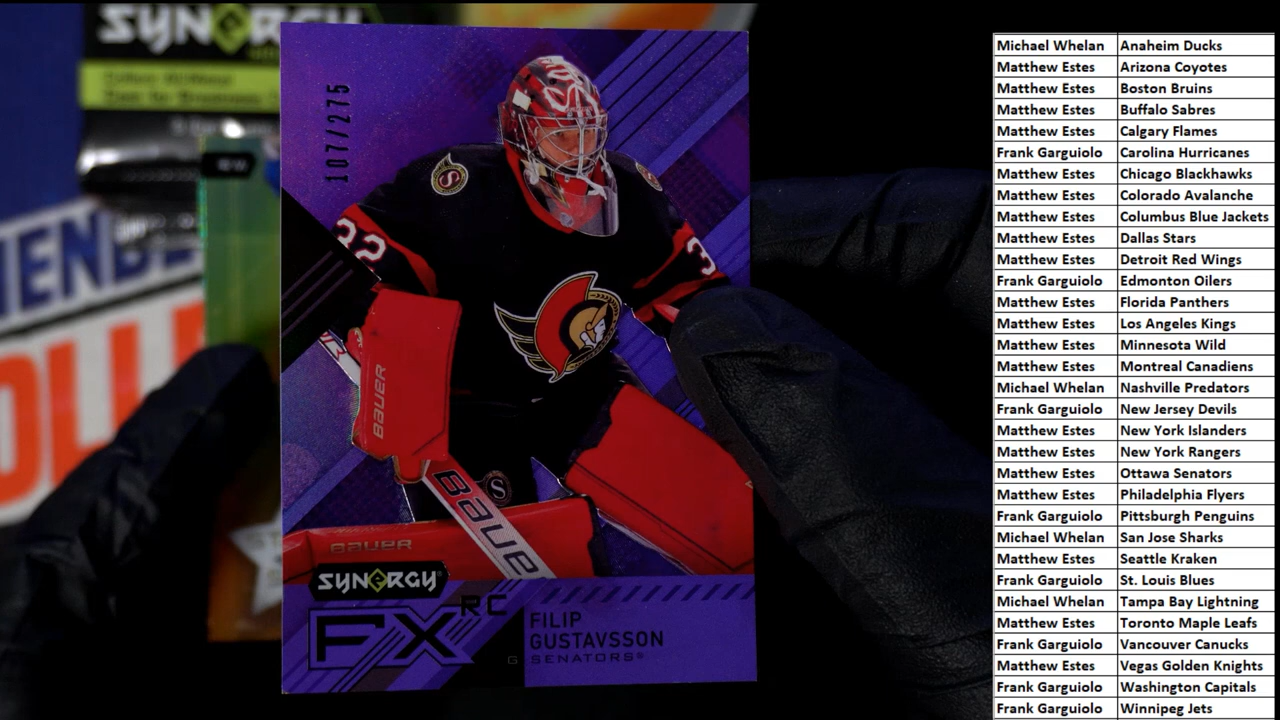 SYNERGY
107/275
32
3
BAUER
BAUE
S
BAUER
SYNERGY
FX RC
FILIP
GUSTAVSSON
G SENATORS
Michael Whelan Anaheim Ducks
Matthew Estes Arizona Coyotes
Matthew Estes Boston Bruins
Matthew Estes Buffalo Sabres
Matthew Estes Calgary Flames
Frank Garguiolo Carolina Hurricanes
Matthew Estes Chicago Blackhawks
Matthew Estes Colorado Avalanche
Matthew Estes Columbus Blue Jackets
Matthew Estes Dallas Stars
Matthew Estes Detroit Red Wings
Frank Garguiolo Edmonton Oilers
Matthew Estes Florida Panthers
Matthew Estes Los Angeles Kings
Matthew Estes Minnesota Wild
Matthew Estes Montreal Canadiens
Michael Whelan Nashville Predators
Frank Garguiolo New Jersey Devils
Matthew Estes New York Islanders
Matthew Estes New York Rangers
Matthew Estes Ottawa Senators
Matthew Estes Philadelphia Flyers
Frank Garguiolo Pittsburgh Penguins
Michael Whelan San Jose Sharks
Matthew Estes Seattle Kraken
Frank Garguiolo St. Louis Blues
Michael Whelan Tampa Bay Lightning
Matthew Estes Toronto Maple Leafs
Frank Garguiolo Vancouver Canucks
Matthew Estes Vegas Golden Knights
Frank Garguiolo Washington Capitals
Frank Garguiolo Winnipeg Jets